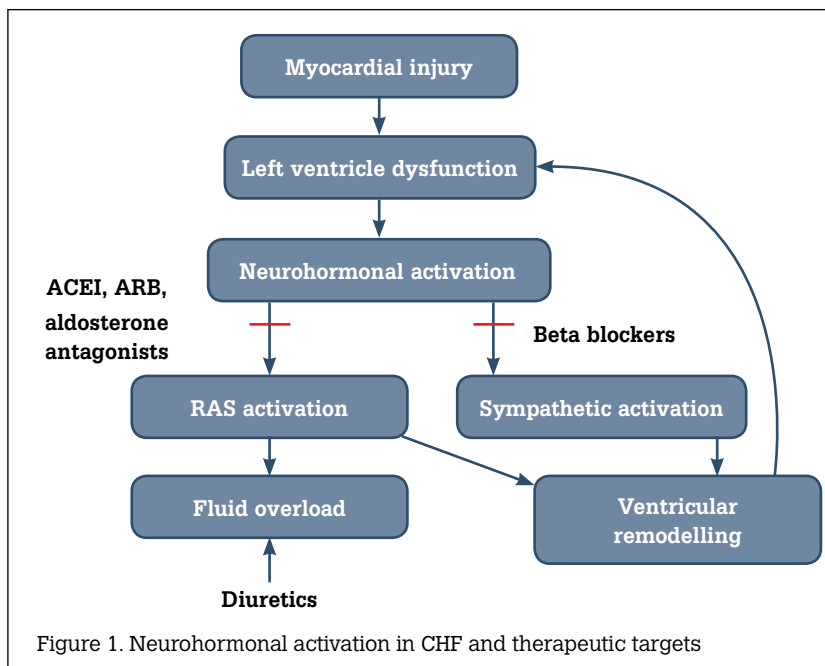 Myocardial injury
Left ventricle dysfunction
Neurohormonal activation
ACEI, ARB,
aldosterone
antagonists
Beta blockers
RAS activation
Sympathetic activation
Fluid overload
Ventricular
remodelling
Diuretics
Figure 1. Neurohormonal activation in CHF and therapeutic targets